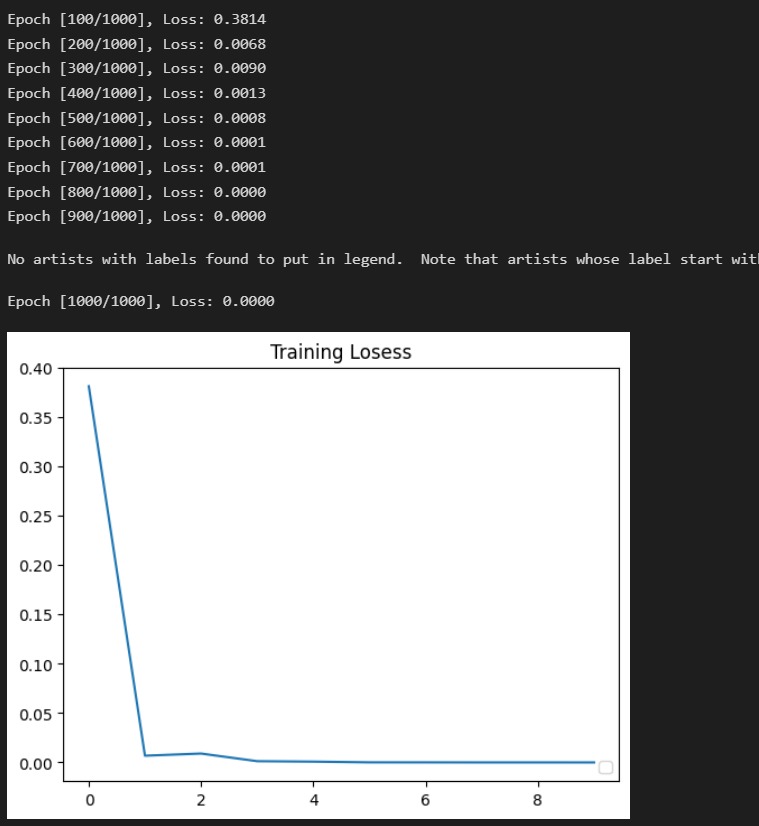 Epoch [100/1000], Loss: 0.3814
Epoch [200/1000], Loss: 0.0068
Epoch [300/1000], Loss: 0.0090
Epoch [400/1000], Loss: 0.0013
Epoch [500/1000], Loss: 0.0008
Epoch [600/1000], Loss: 0.0001
Epoch [700/1000], Loss: 0.0001
Epoch [800/1000], Loss: 0.0000
Epoch [900/1000], Loss: 0.0000
No artists with labels found to put in legend.  Note that artists whose label start with
Epoch [1000/1000], Loss: 0.0000
Training Losess
0.40
0.35
0.30
0.25
0.20
0.15
0.10
0.05
0.00
0 2 4 6 8